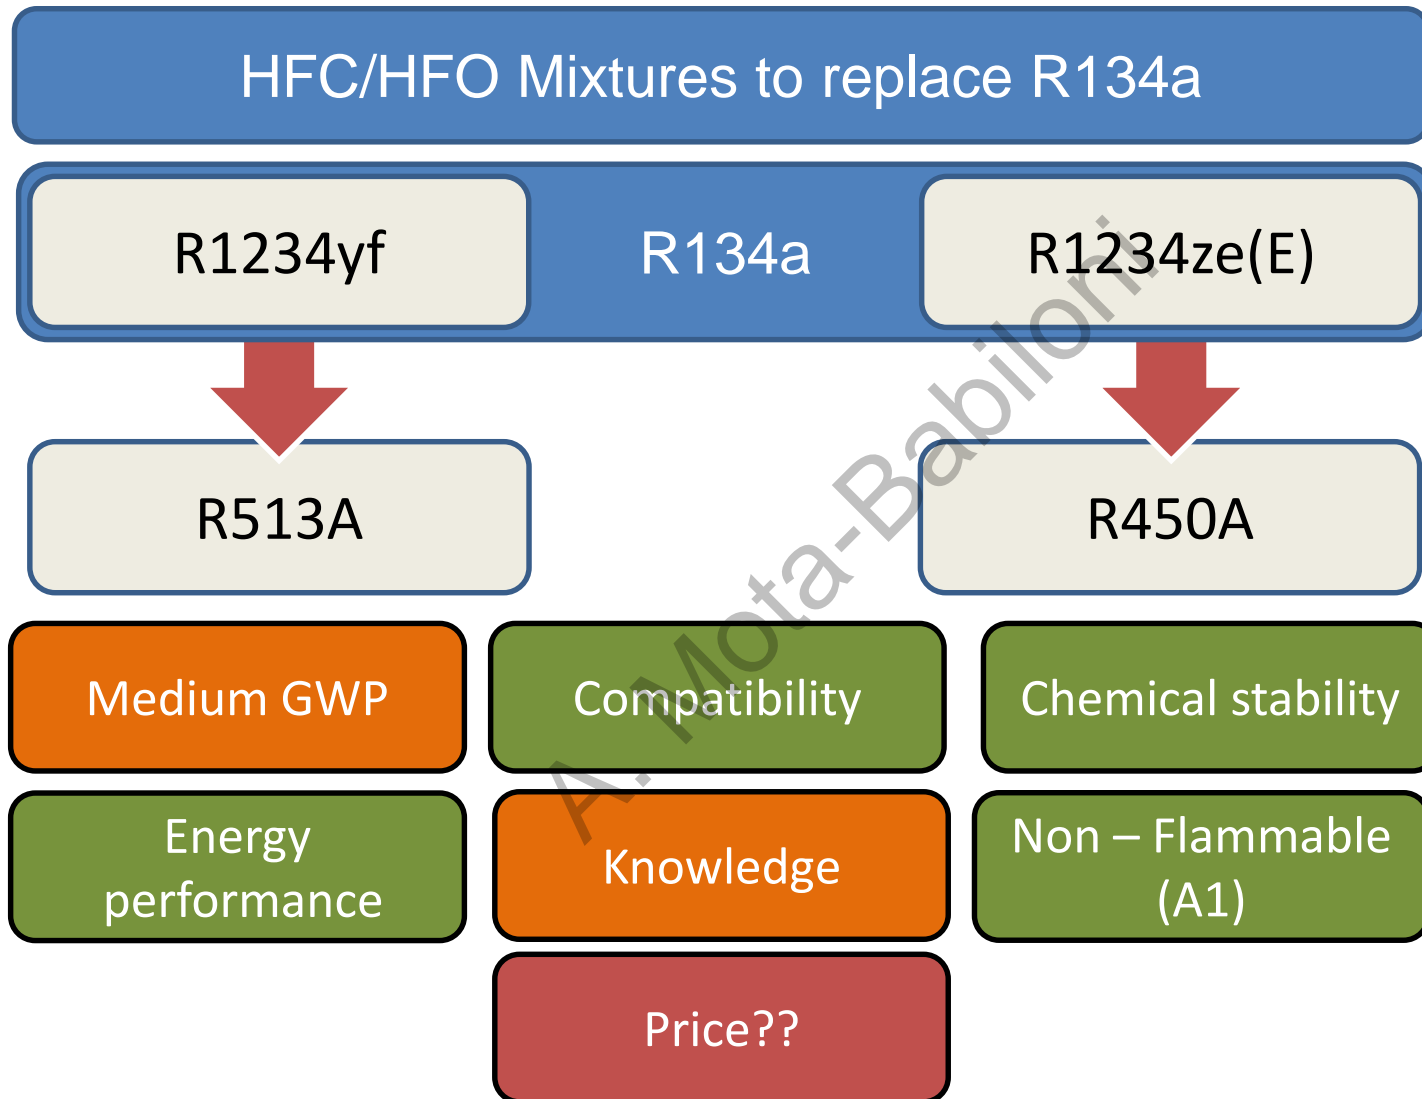 HFC/HFO Mixtures to replace R134a
R1234yf
R134a
R1234ze(E)
R513A
R450A
Medium GWP
Compatibility
Chemical stability
Energy
performance
Knowledge
Non – Flammable
(A1)
Price??
A. Mota-Babiloni